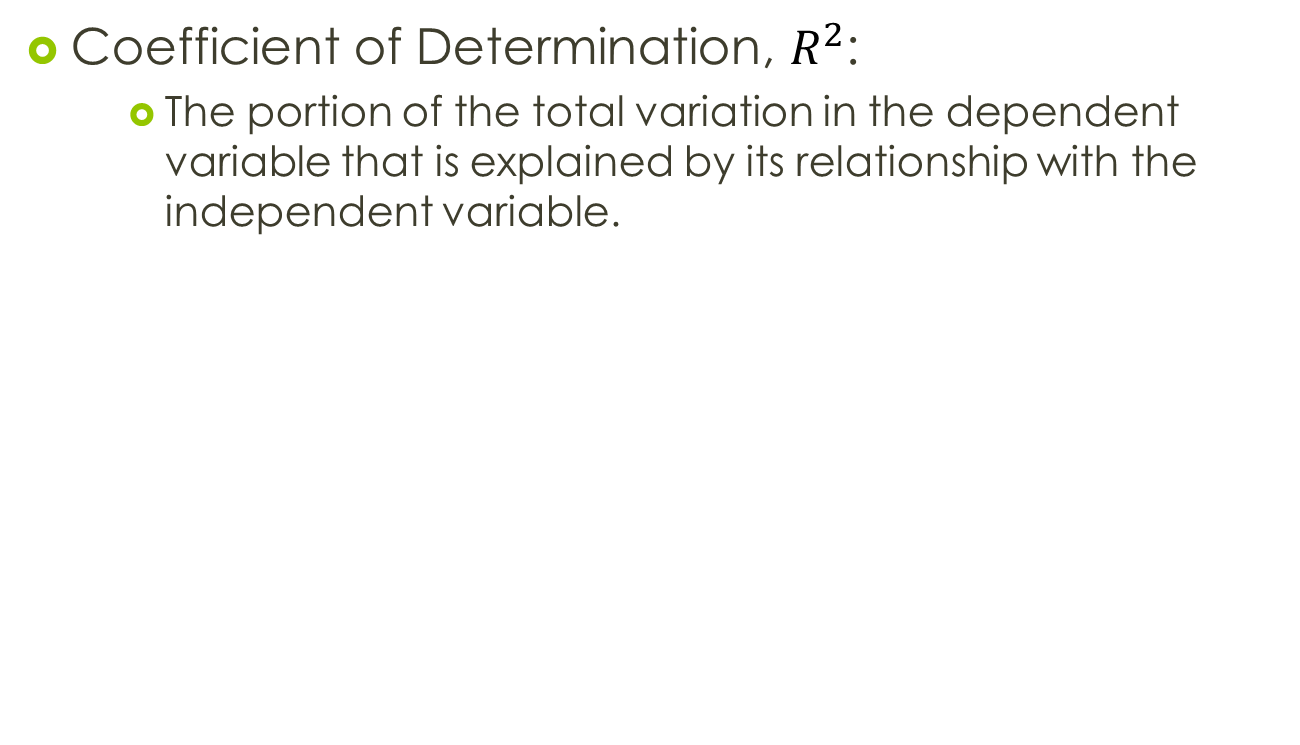 Coefficient of Determination, R²:
The portion of the total variation in the dependent
variable that is explained by its relationship with the
independent variable.